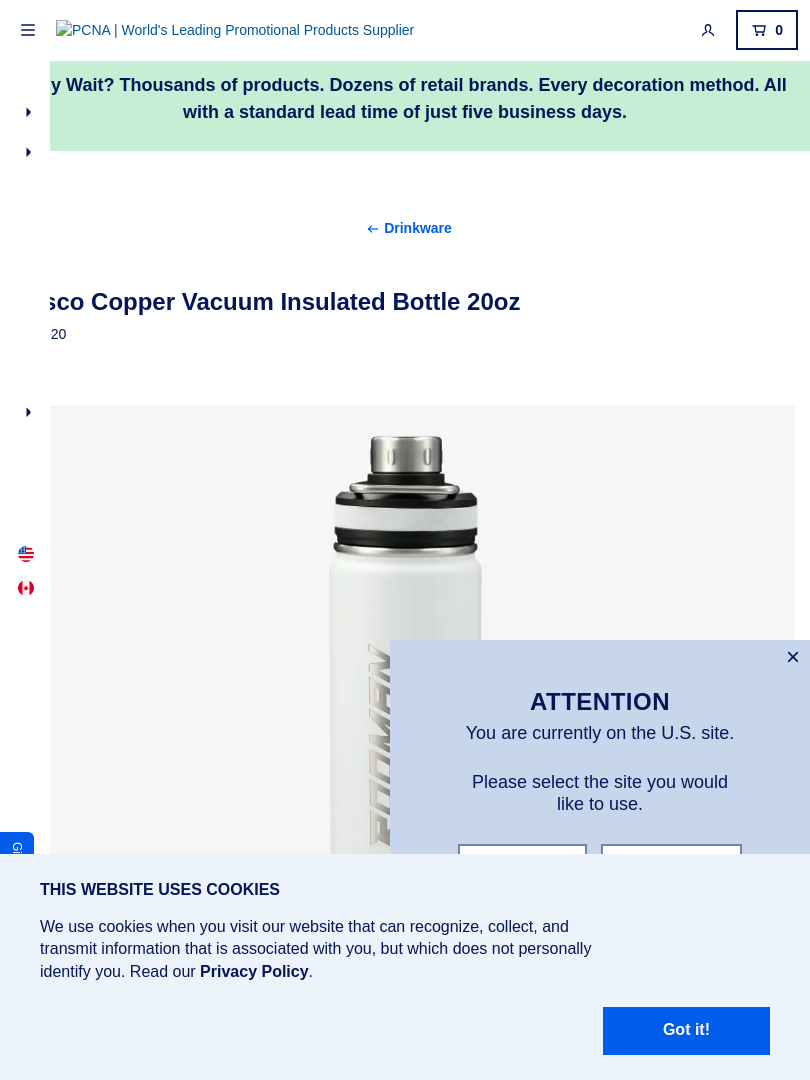 PCNA | World's Leading Promotional Products Supplier
0
Wait? Thousands of products. Dozens of retail brands. Every decoration method. All
with a standard lead time of just five business days.
← Drinkware
Copper Vacuum Insulated Bottle 20oz
20
ATTENTION
You are currently on the U.S. site.
Please select the site you would
like to use.
THIS WEBSITE USES COOKIES
We use cookies when you visit our website that can recognize, collect, and
transmit information that is associated with you, but which does not personally
identify you. Read our Privacy Policy.
Got it!